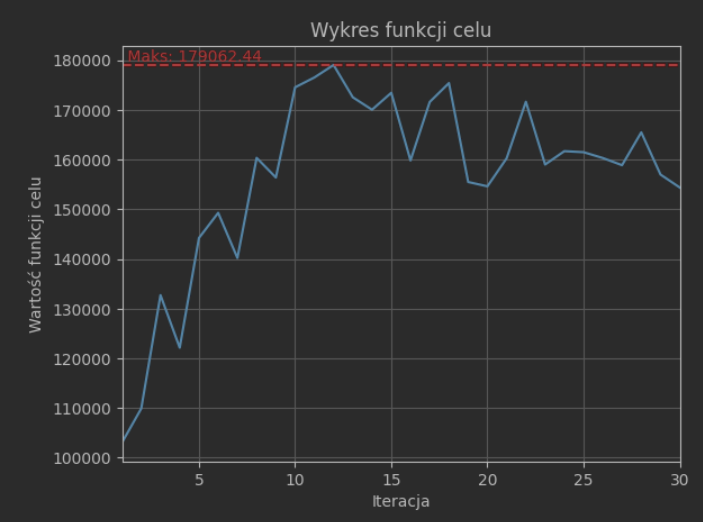 Wykres funkcji celu
Maks: 179062.44
180000
170000
160000
150000
140000
130000
120000
110000
100000
Wartość funkcji celu
5 10 15 20 25 30
Iteracja